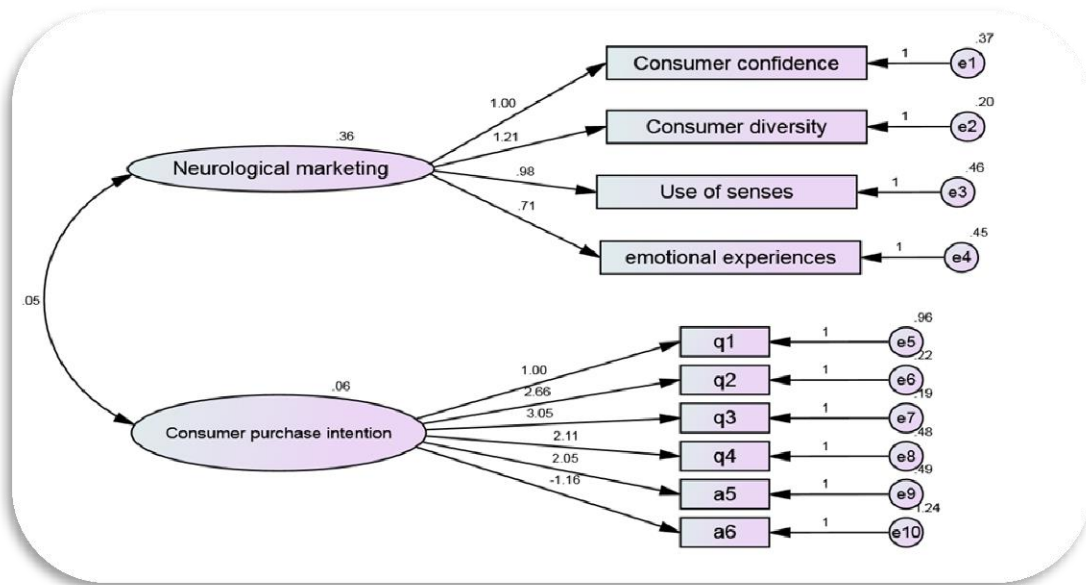 .37
Consumer confidence 1 e1
1.00
.20
.36 1.21 Consumer diversity 1 e2
Neurological marketing
.98 .46
Use of senses 1 e3
.71
.45
emotional experiences 1 e4
.05
.96
q1 1 e5
1.00 .22
.06 2.66 q2 1 e6
.19
3.05 q3 1 e7
Consumer purchase intention
2.11 .48
q4 1 e8
2.05 .49
a5 1 e9
-1.16 1.24
a6 1 e10